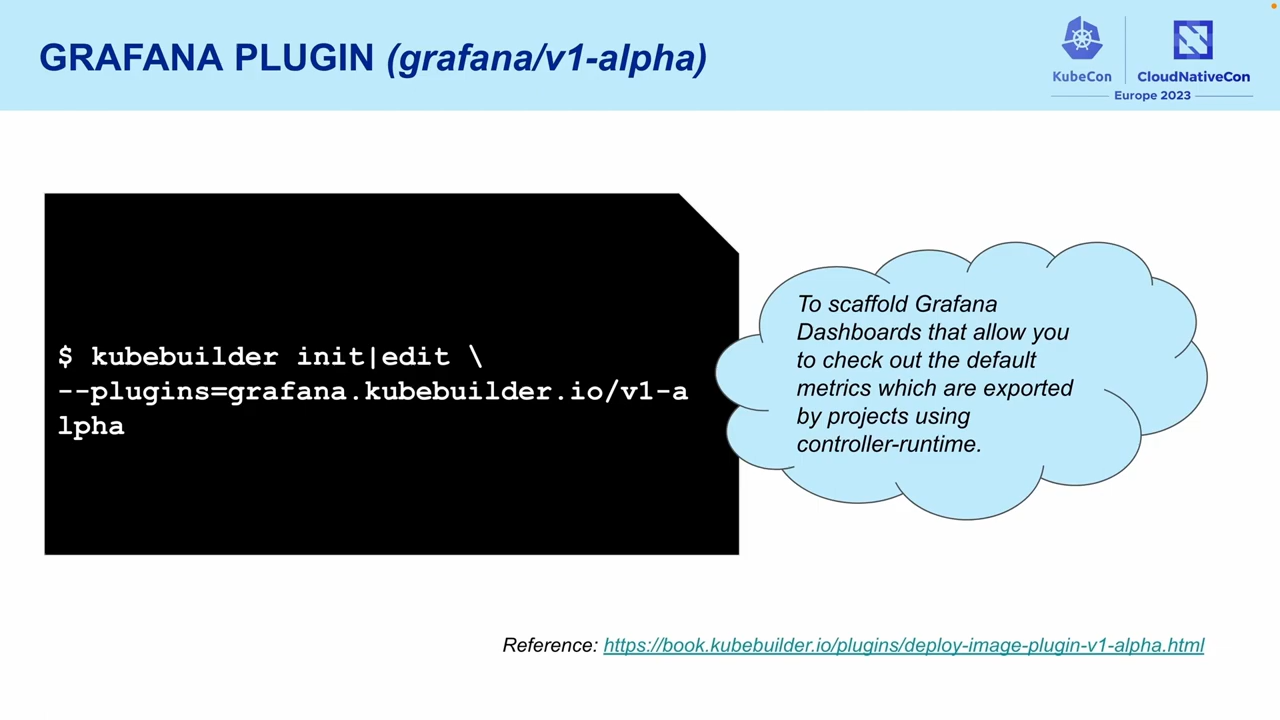 GRAFANA PLUGIN (grafana/v1-alpha)
KubeCon
CloudNativeCon
Europe 2023
$ kubebuilder init|edit \
--plugins=grafana.kubebuilder.io/v1-a
lpha
To scaffold Grafana
Dashboards that allow you
to check out the default
metrics which are exported
by projects using
controller-runtime.
Reference: https://book.kubebuilder.io/plugins/deploy-image-plugin-v1-alpha.html